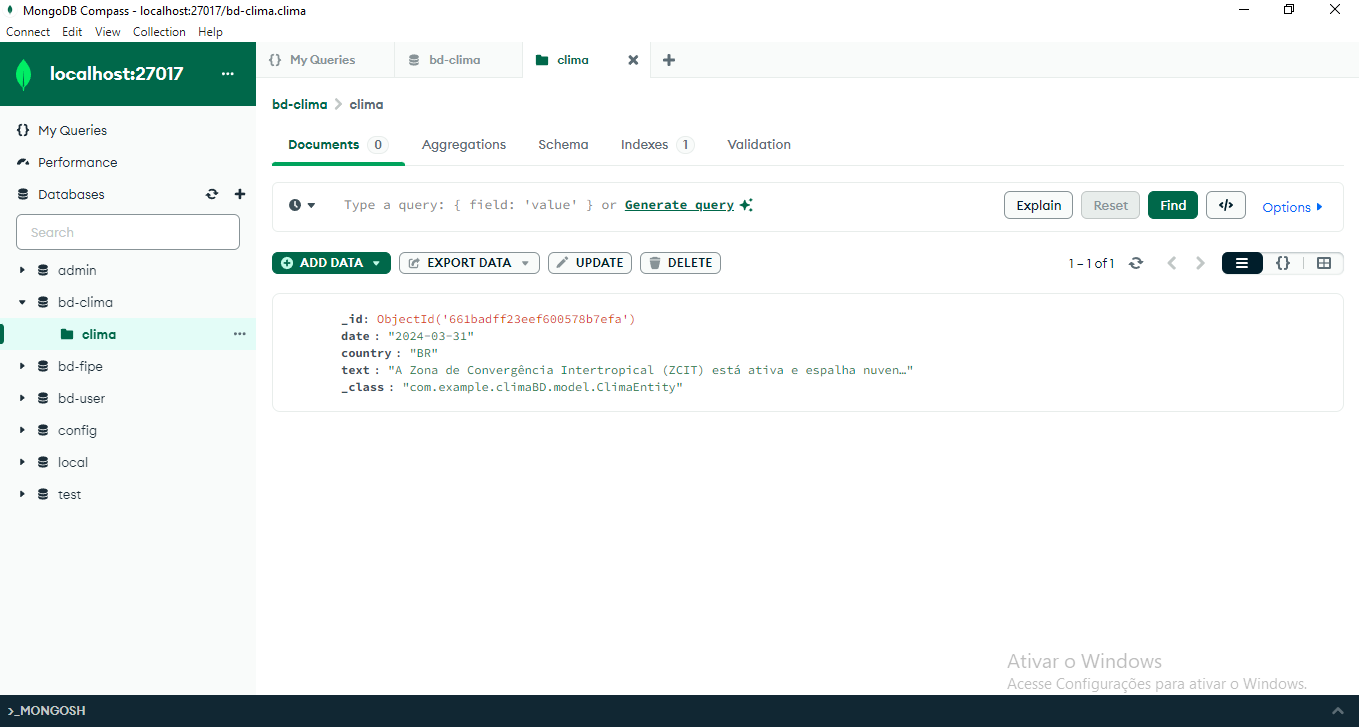 MongoDB Compass - localhost:27017/bd-clima.clima
Connect Edit View Collection Help
localhost:27017 ...
{} My Queries
bd-clima
clima
My Queries
Performance
Databases
Search
admin
bd-clima
clima
bd-fipe
bd-user
config
local
test
bd-clima > clima
Documents 0 Aggregations Schema Indexes 1 Validation
Type a query: { field: 'value' } or Generate query
Explain Reset Find </> Options
ADD DATA EXPORT DATA UPDATE DELETE
1 – 1 of 1
{}
_id: ObjectId('661badff23eef600578b7efa')
date : "2024-03-31"
country : "BR"
text : "A Zona de Convergência Intertropical (ZCIT) está ativa e espalha nuven…"
_class : "com.example.climaBD.model.ClimaEntity"
Ativar o Windows
Acesse Configurações para ativar o Windows.
>_MONGOSH